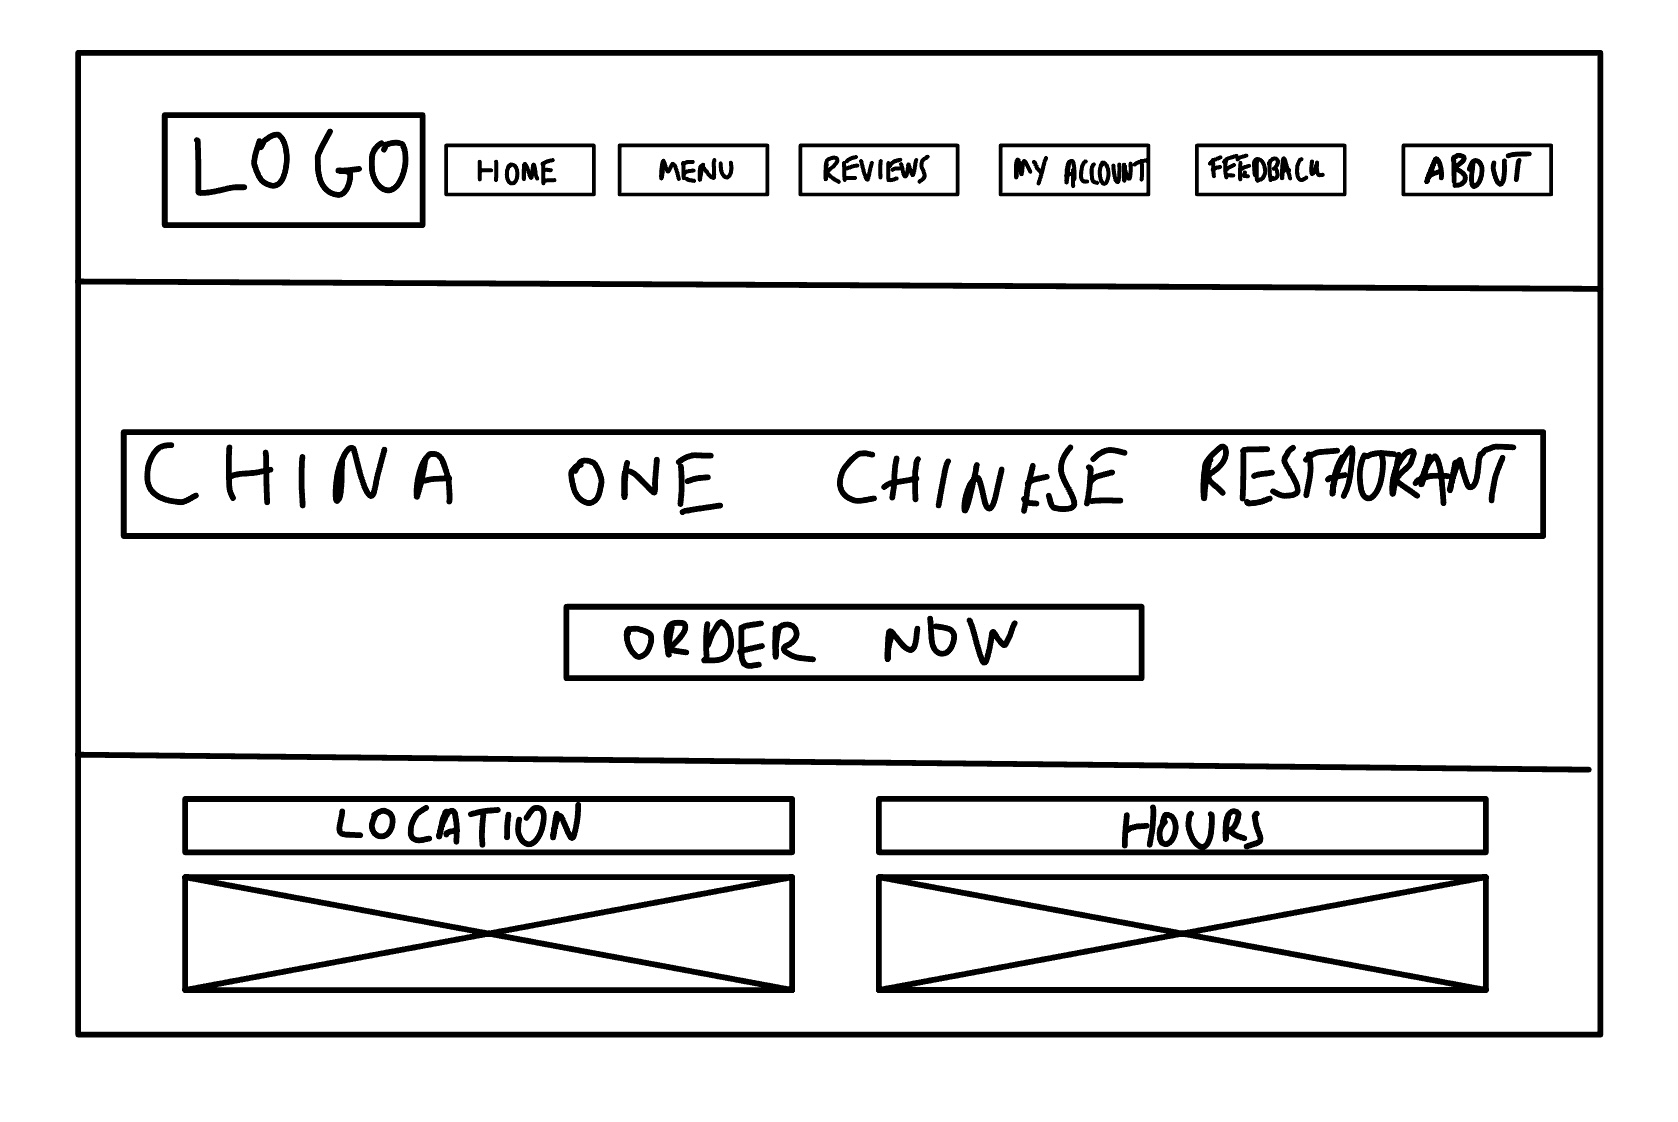 LOGO HOME MENU REVIEWS MY ACCOUNT FEEDBACK ABOUT
CHINA ONE CHINESE RESTAURANT
ORDER NOW
LOCATION HOURS